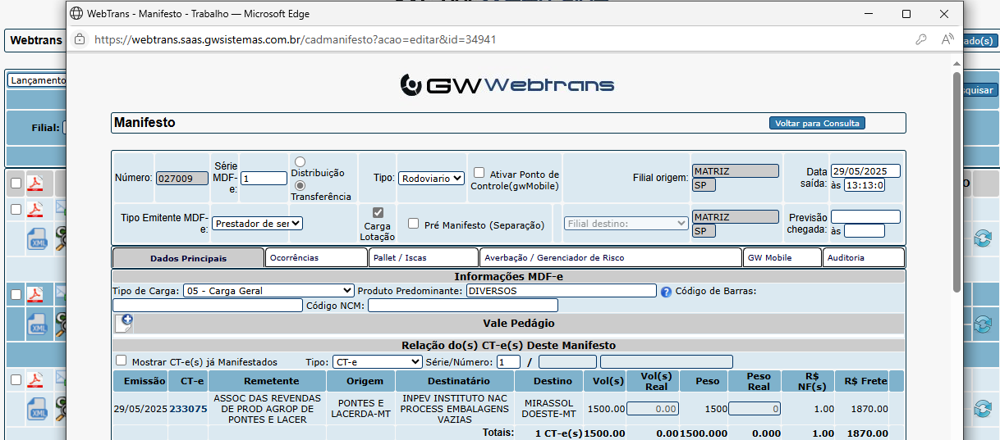 WebTrans - Manifesto - Trabalho — Microsoft Edge
https://webtrans.saas.gwsistemas.com.br/cadmanifesto?acao=editar&id=34941
Webtrans
ado(s)
Lançamento
quisar
Filial:
GW Webtrans
Manifesto
Voltar para Consulta
Número: 027009 Série MDF-e: 1 Distribuição Transferência Tipo: Rodoviario Ativar Ponto de Controle(gwMobile) Filial origem: MATRIZ SP Data saída: 29/05/2025 às 13:13:0
Tipo Emitente MDF-e: Prestador de ser Carga Lotação Pré Manifesto (Separação) Filial destino: MATRIZ SP Previsão chegada: às
Dados Principais Ocorrências Pallet / Iscas Averbação / Gerenciador de Risco GW Mobile Auditoria
Informações MDF-e
Tipo de Carga: 05 - Carga Geral Produto Predominante: DIVERSOS Código de Barras:
Código NCM:
Vale Pedágio
Relação do(s) CT-e(s) Deste Manifesto
Mostrar CT-e(s) já Manifestados Tipo: CT-e Série/Número: 1 /
Emissão CT-e Remetente Origem Destinatário Destino Vol(s) Vol(s) Real Peso Peso Real R$ NF(s) R$ Frete
29/05/2025 233075 ASSOC DAS REVENDAS DE PROD AGROP DE PONTES E LACER PONTES E LACERDA-MT INPEV INSTITUTO NAC PROCESS EMBALAGENS VAZIAS MIRASSOL DOESTE-MT 1500.00 0.00 1500 0 1.00 1870.00
Totais: 1 CT-e(s) 1500.00 0.00 1500.000 0.000 1.00 1870.00
XML
XML
XML